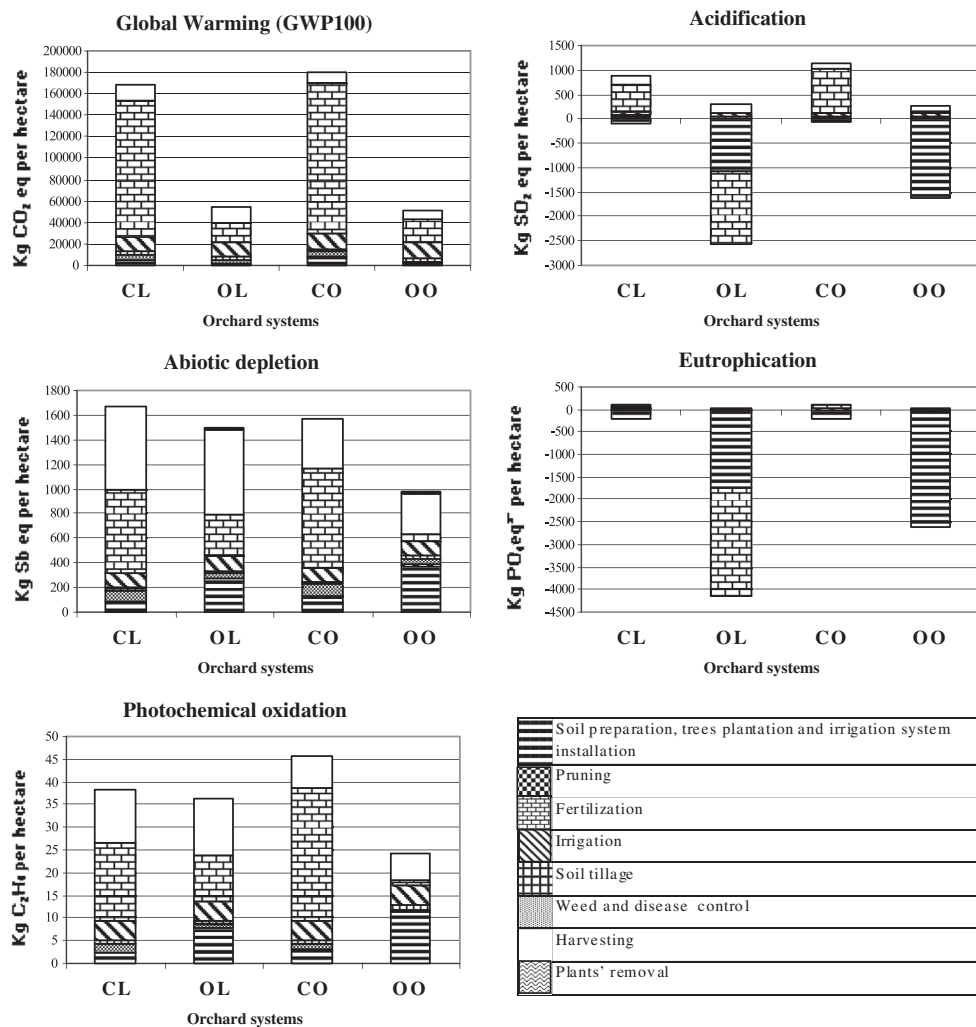 Global Warming (GWP100)
Kg CO₂ eq per hectare
200000
180000
160000
140000
120000
100000
80000
60000
40000
20000
0
CL OL CO OO
Orchard systems
Acidification
Kg SO₂ eq per hectare
1500
1000
500
0
-500
-1000
-1500
-2000
-2500
-3000
CL OL CO OO
Orchard systems
Abiotic depletion
Kg Sb eq per hectare
1800
1600
1400
1200
1000
800
600
400
200
0
CL OL CO OO
Orchard systems
Eutrophication
Kg PO₄eq³⁻ per hectare
500
0
-500
-1000
-1500
-2000
-2500
-3000
-3500
-4000
-4500
CL OL CO OO
Orchard systems
Photochemical oxidation
Kg C₂H₄ per hectare
50
45
40
35
30
25
20
15
10
5
0
CL OL CO OO
Orchard systems
Soil preparation, trees plantation and irrigation system
installation
Pruning
Fertilization
Irrigation
Soil tillage
Weed and disease control
Harvesting
Plants' removal